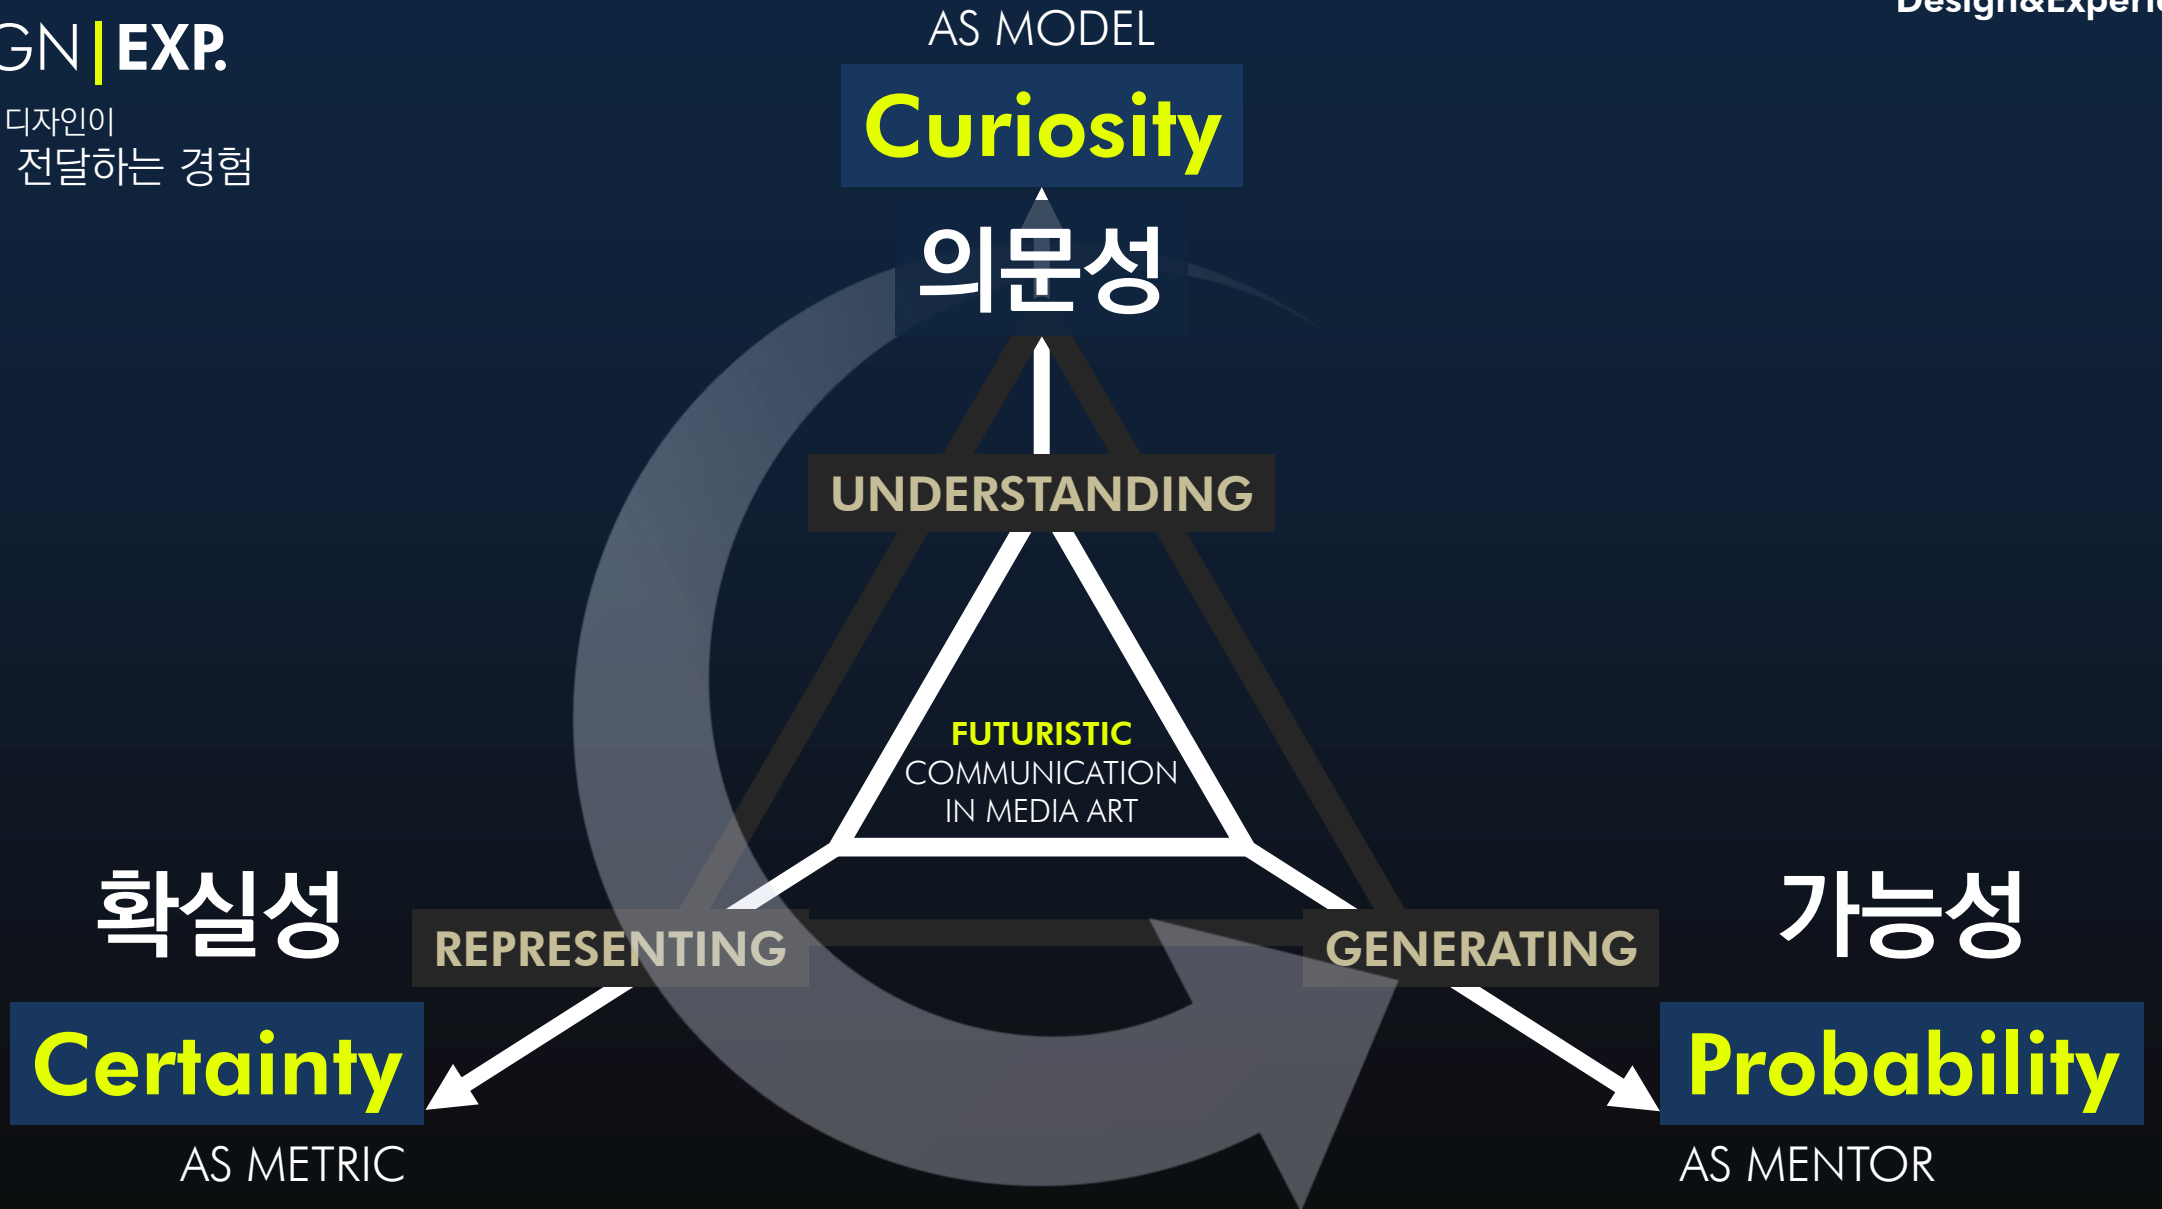 GN|EXP.
디자인이
전달하는 경험
AS MODEL
Curiosity
의문성
UNDERSTANDING
FUTURISTIC
COMMUNICATION
IN MEDIA ART
확실성
REPRESENTING
GENERATING
가능성
Certainty
AS METRIC
Probability
AS MENTOR